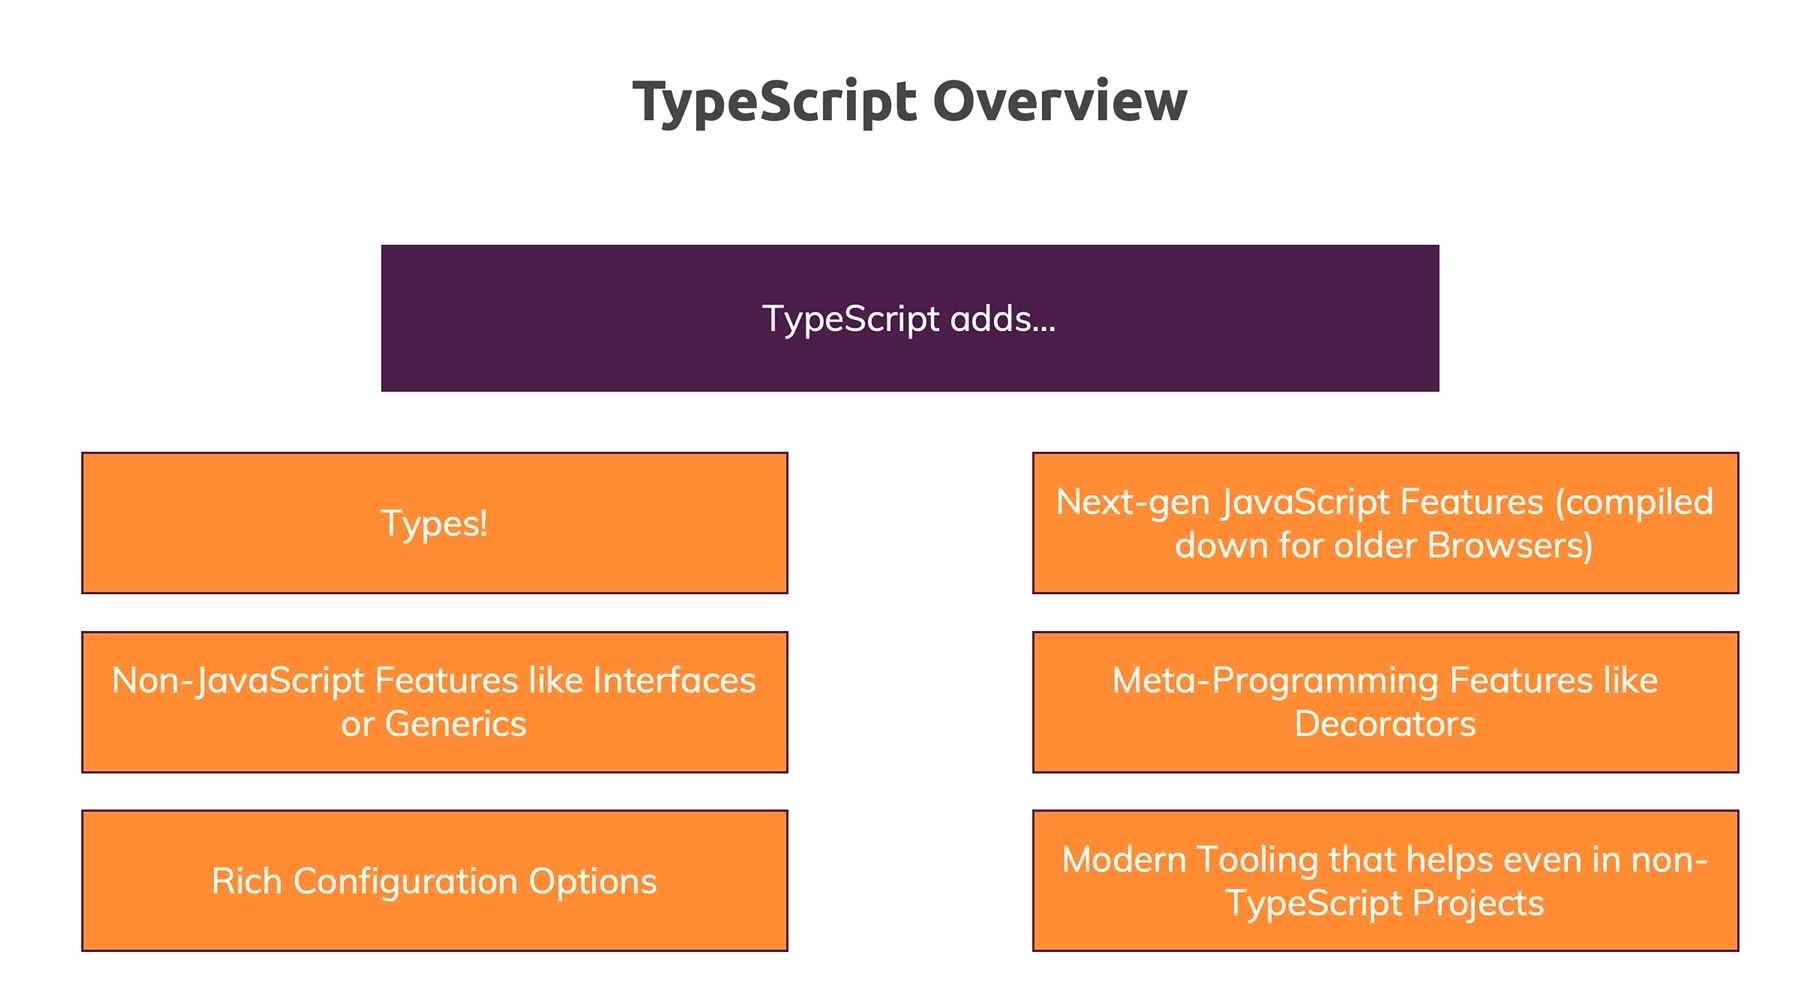 TypeScript Overview
TypeScript adds...
Types!
Next-gen JavaScript Features (compiled
down for older Browsers)
Non-JavaScript Features like Interfaces
or Generics
Meta-Programming Features like
Decorators
Rich Configuration Options
Modern Tooling that helps even in non-
TypeScript Projects